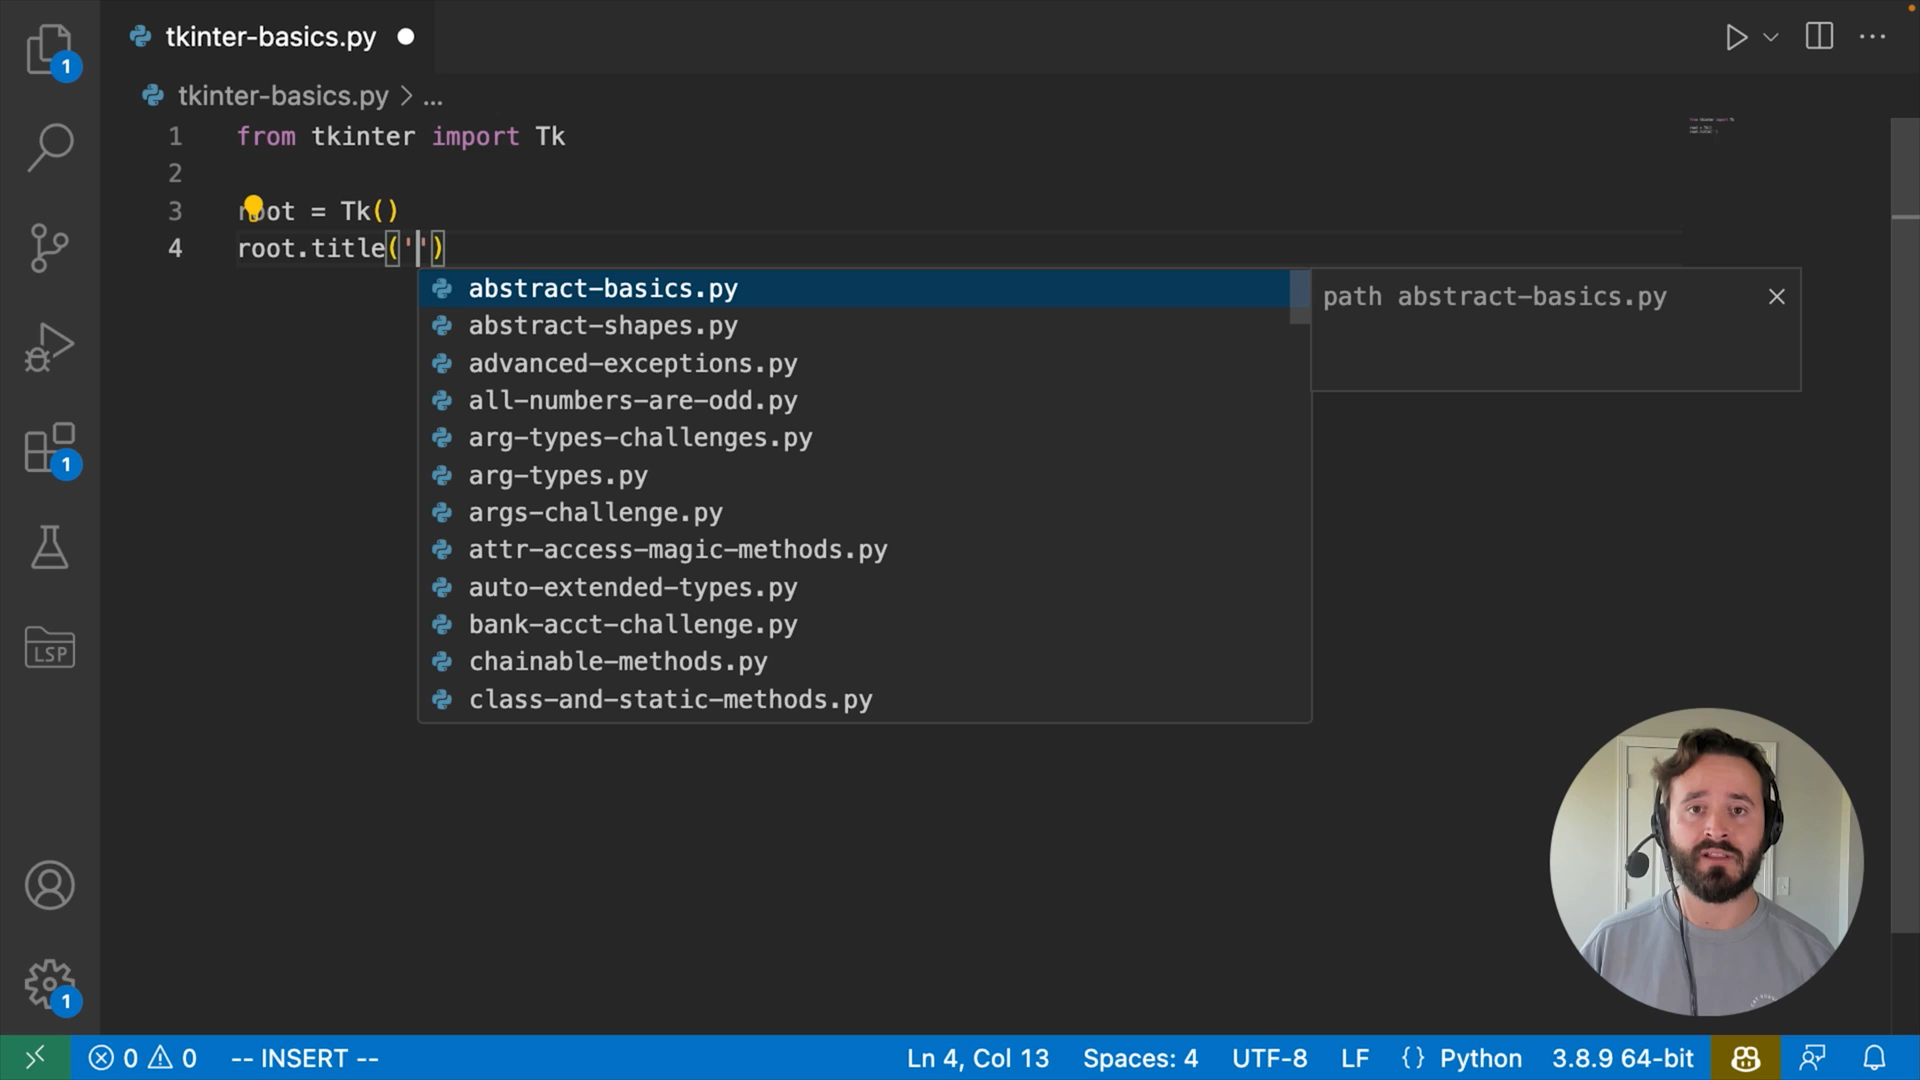 tkinter-basics.py
1
tkinter-basics.py > ...
1 from tkinter import Tk
2
3 root = Tk()
4 root.title('')
abstract-basics.py
path abstract-basics.py
abstract-shapes.py
advanced-exceptions.py
all-numbers-are-odd.py
arg-types-challenges.py
1
arg-types.py
args-challenge.py
attr-access-magic-methods.py
auto-extended-types.py
bank-acct-challenge.py
LSP
chainable-methods.py
class-and-static-methods.py
1
0 0 -- INSERT -- Ln 4, Col 13 Spaces: 4 UTF-8 LF {} Python 3.8.9 64-bit